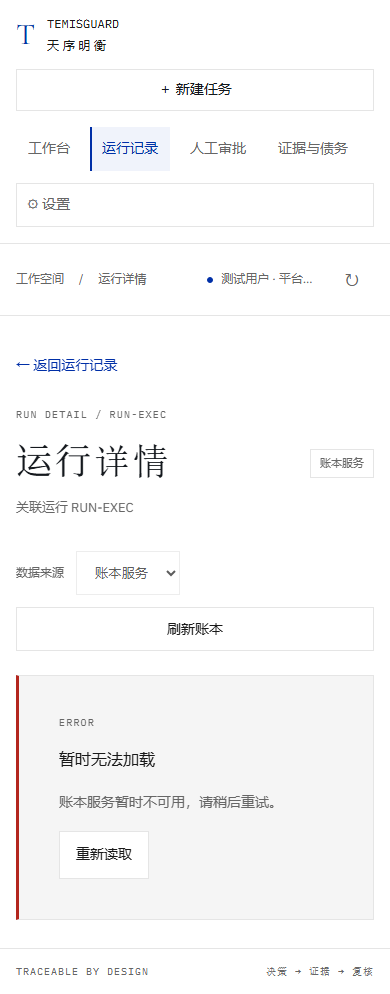 T TEMISGUARD
天序明衡
+ 新建任务
工作台 运行记录 人工审批 证据与债务
⚙ 设置
工作空间 / 运行详情 ● 测试用户 · 平台... ↻
← 返回运行记录
RUN DETAIL / RUN-EXEC
运行详情 账本服务
关联运行 RUN-EXEC
数据来源 账本服务
刷新账本
ERROR
暂时无法加载
账本服务暂时不可用，请稍后重试。
重新读取
TRACEABLE BY DESIGN 决策 → 证据 → 复核